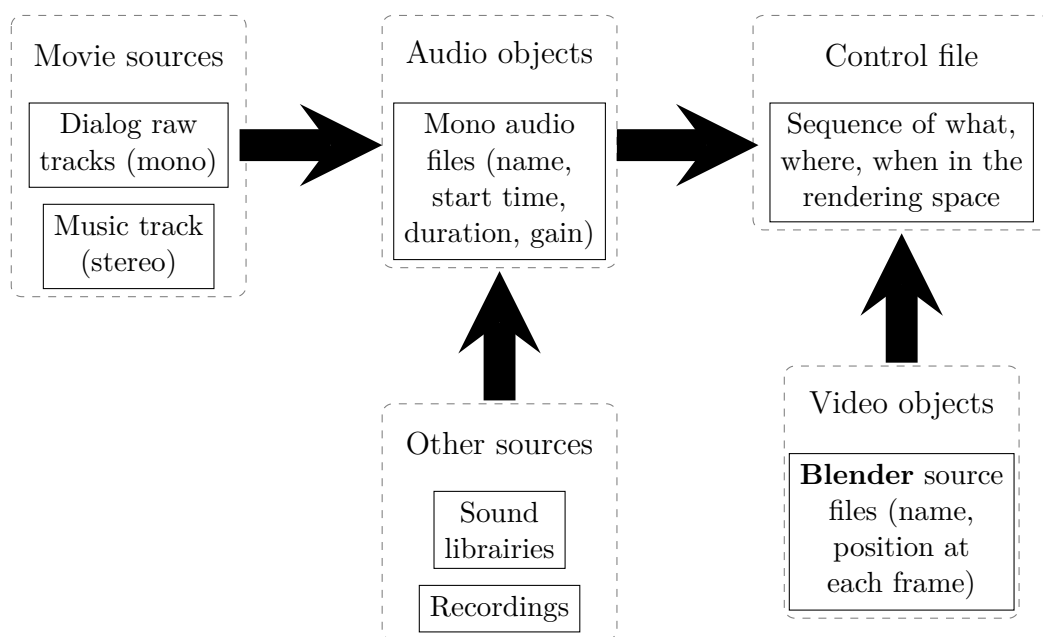 Movie sources
Dialog raw
tracks (mono)
Music track
(stereo)
Audio objects
Mono audio
files (name,
start time,
duration, gain)
Control file
Sequence of what,
where, when in the
rendering space
Other sources
Sound
librairies
Recordings
Video objects
Blender source
files (name,
position at
each frame)